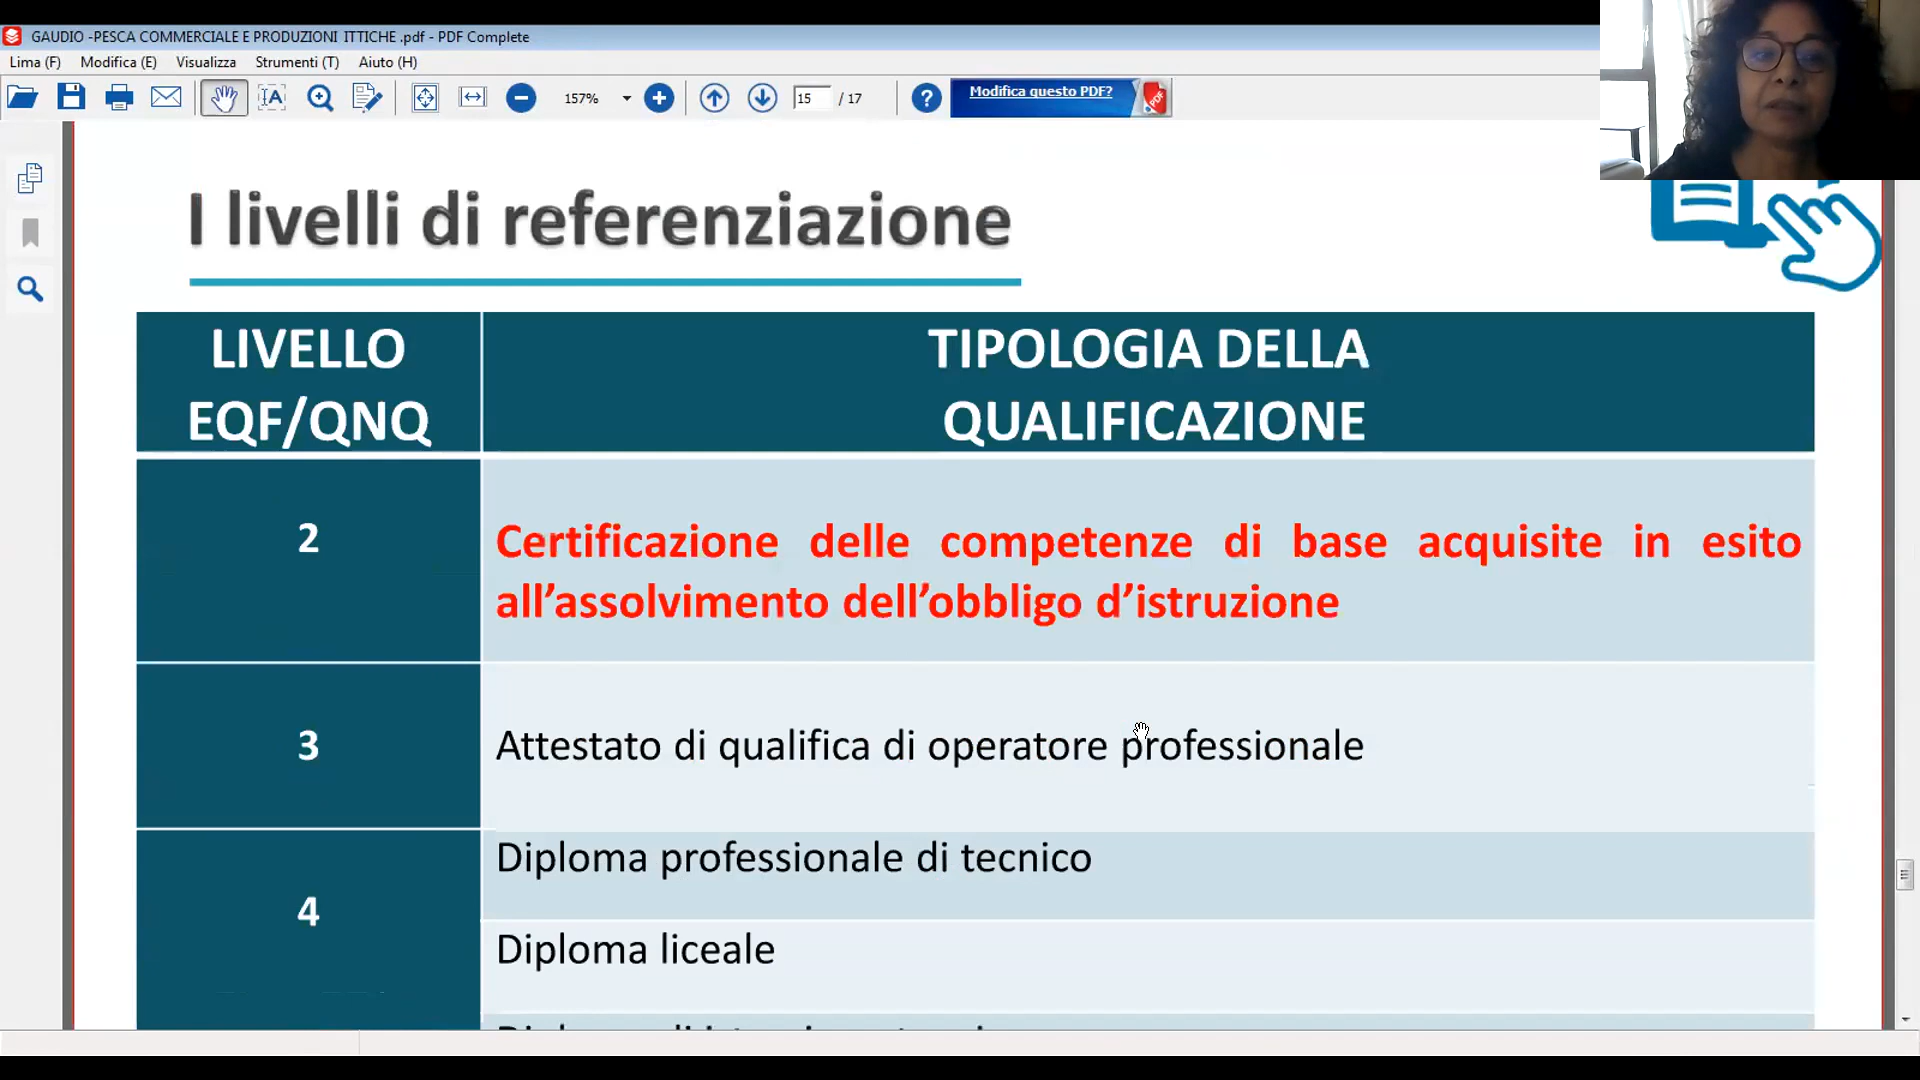 GAUDIO -PESCA COMMERCIALE E PRODUZIONI ITTICHE .pdf - PDF Complete
Lima (F) Modifica (E) Visualizza Strumenti (T) Aiuto (H)
157% 15 / 17 Modifica questo PDF?
PDF
I livelli di referenziazione
LIVELLO
EQF/QNQ
TIPOLOGIA DELLA
QUALIFICAZIONE
2
Certificazione delle competenze di base acquisite in esito
all’assolvimento dell’obbligo d’istruzione
3
Attestato di qualifica di operatore professionale
4
Diploma professionale di tecnico
Diploma liceale